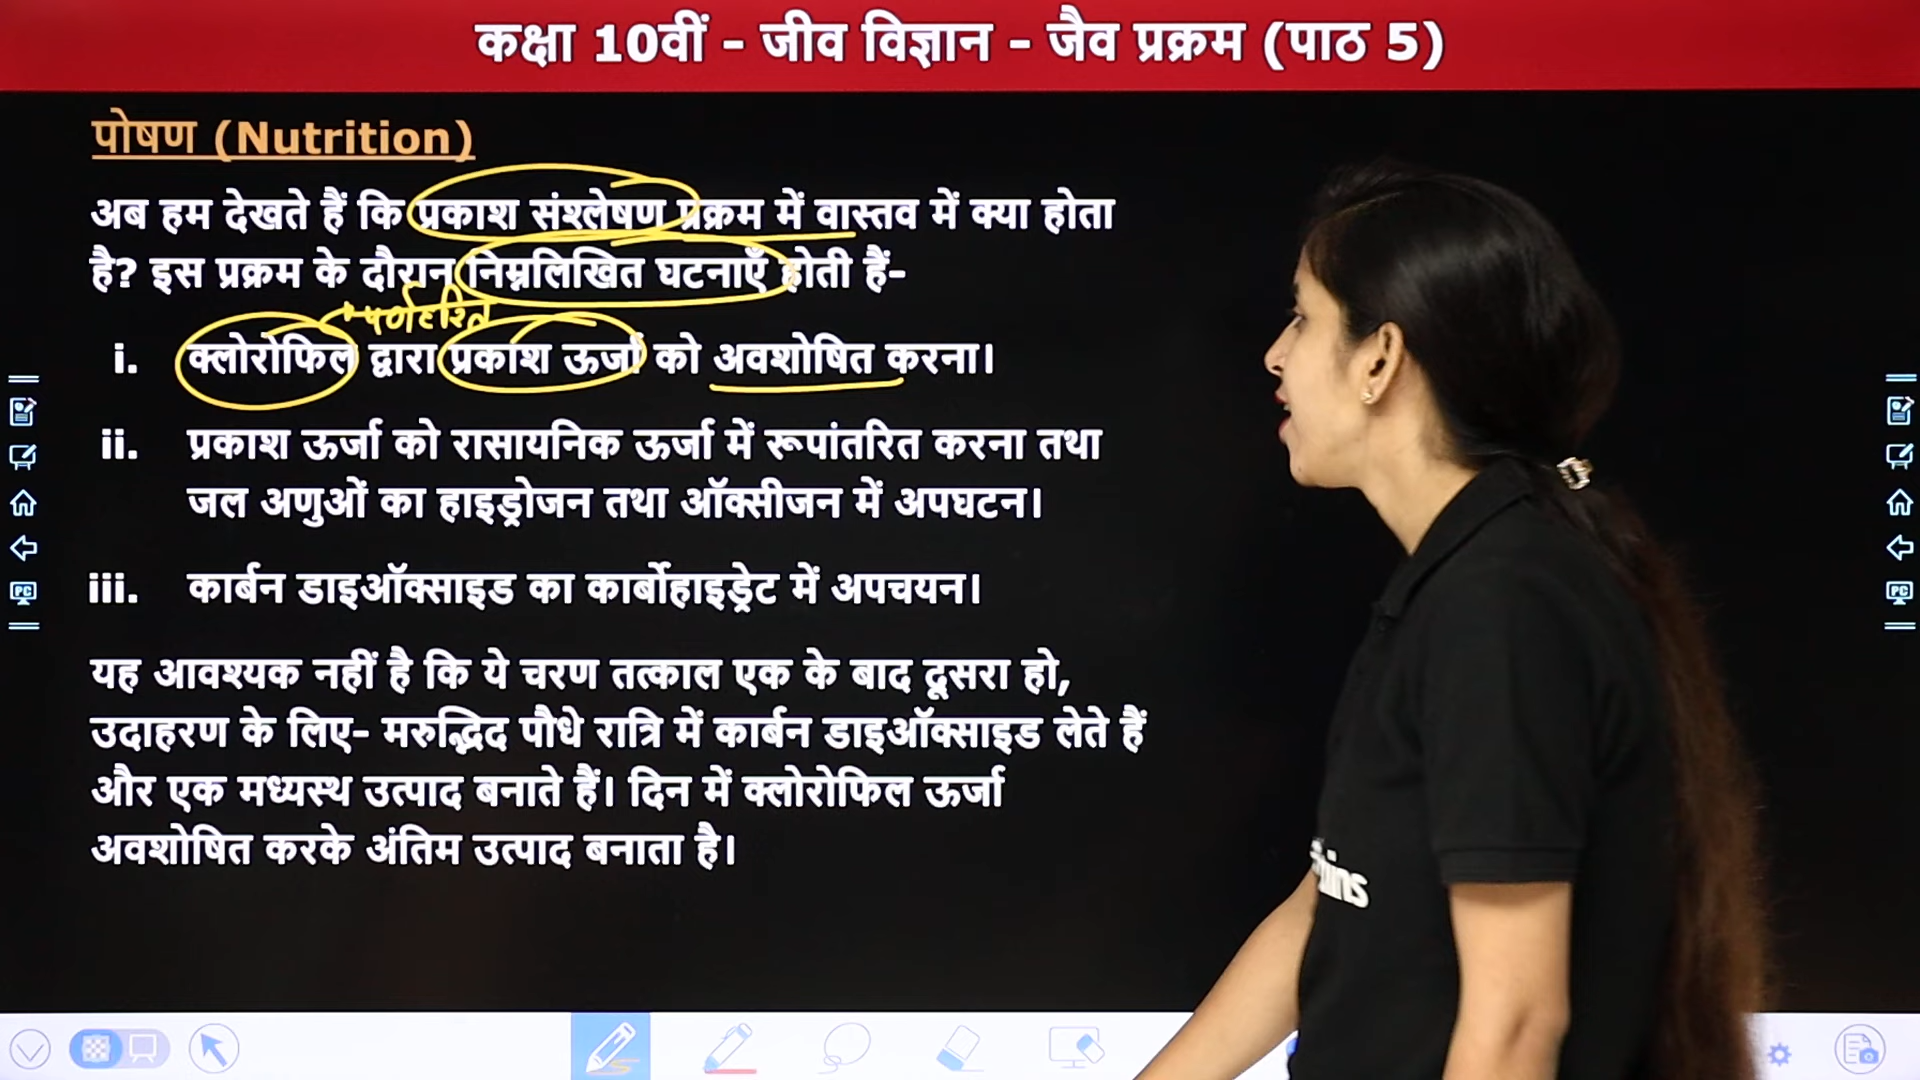 कक्षा 10वीं - जीव विज्ञान - जैव प्रक्रम (पाठ 5)
पोषण (Nutrition)
अब हम देखते हैं कि प्रकाश संश्लेषण प्रक्रम में वास्तव में क्या होता
है? इस प्रक्रम के दौरान निम्नलिखित घटनाएँ होती हैं-
पर्णहरित
i. क्लोरोफिल द्वारा प्रकाश ऊर्जा को अवशोषित करना।
ii. प्रकाश ऊर्जा को रासायनिक ऊर्जा में रूपांतरित करना तथा
जल अणुओं का हाइड्रोजन तथा ऑक्सीजन में अपघटन।
iii. कार्बन डाइऑक्साइड का कार्बोहाइड्रेट में अपचयन।
यह आवश्यक नहीं है कि ये चरण तत्काल एक के बाद दूसरा हो,
उदाहरण के लिए- मरुद्भिद पौधे रात्रि में कार्बन डाइऑक्साइड लेते हैं
और एक मध्यस्थ उत्पाद बनाते हैं। दिन में क्लोरोफिल ऊर्जा
अवशोषित करके अंतिम उत्पाद बनाता है।
PC
PC